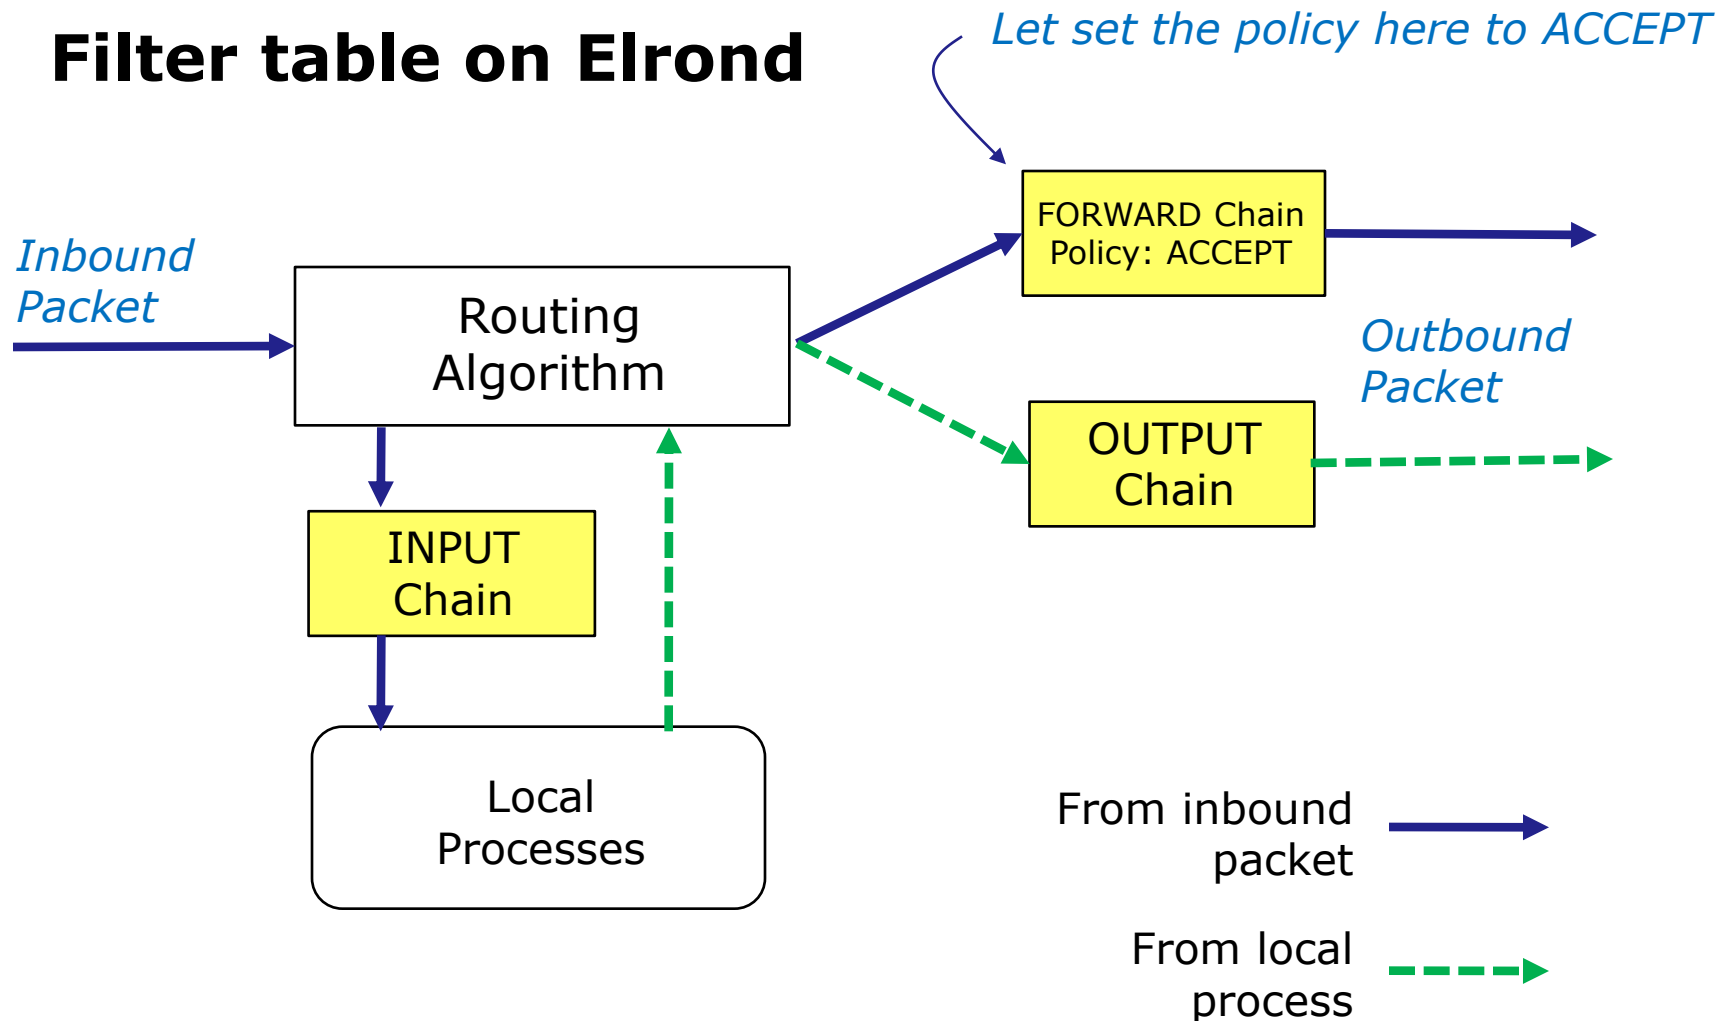 Filter table on Elrond
Let set the policy here to ACCEPT
FORWARD Chain
Policy: ACCEPT
Inbound
Packet
Routing
Algorithm
Outbound
Packet
OUTPUT
Chain
INPUT
Chain
Local
Processes
From inbound
packet
From local
process